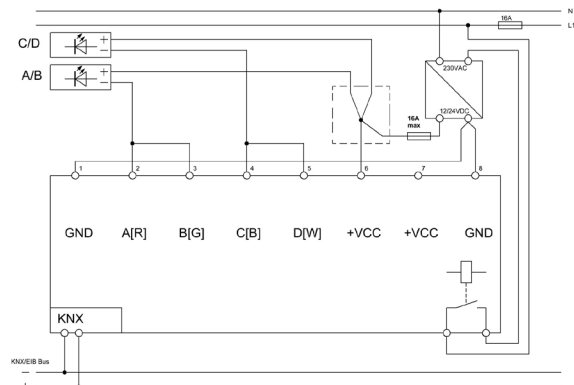 N
L1
16A
C/D
+
−
230VAC
A/B
+
−
12/24VDC
16A
max
1 2 3 4 5 6 7 8
GND A[R] B[G] C[B] D[W] +VCC +VCC GND
KNX
KNX/EIB Bus
−
+